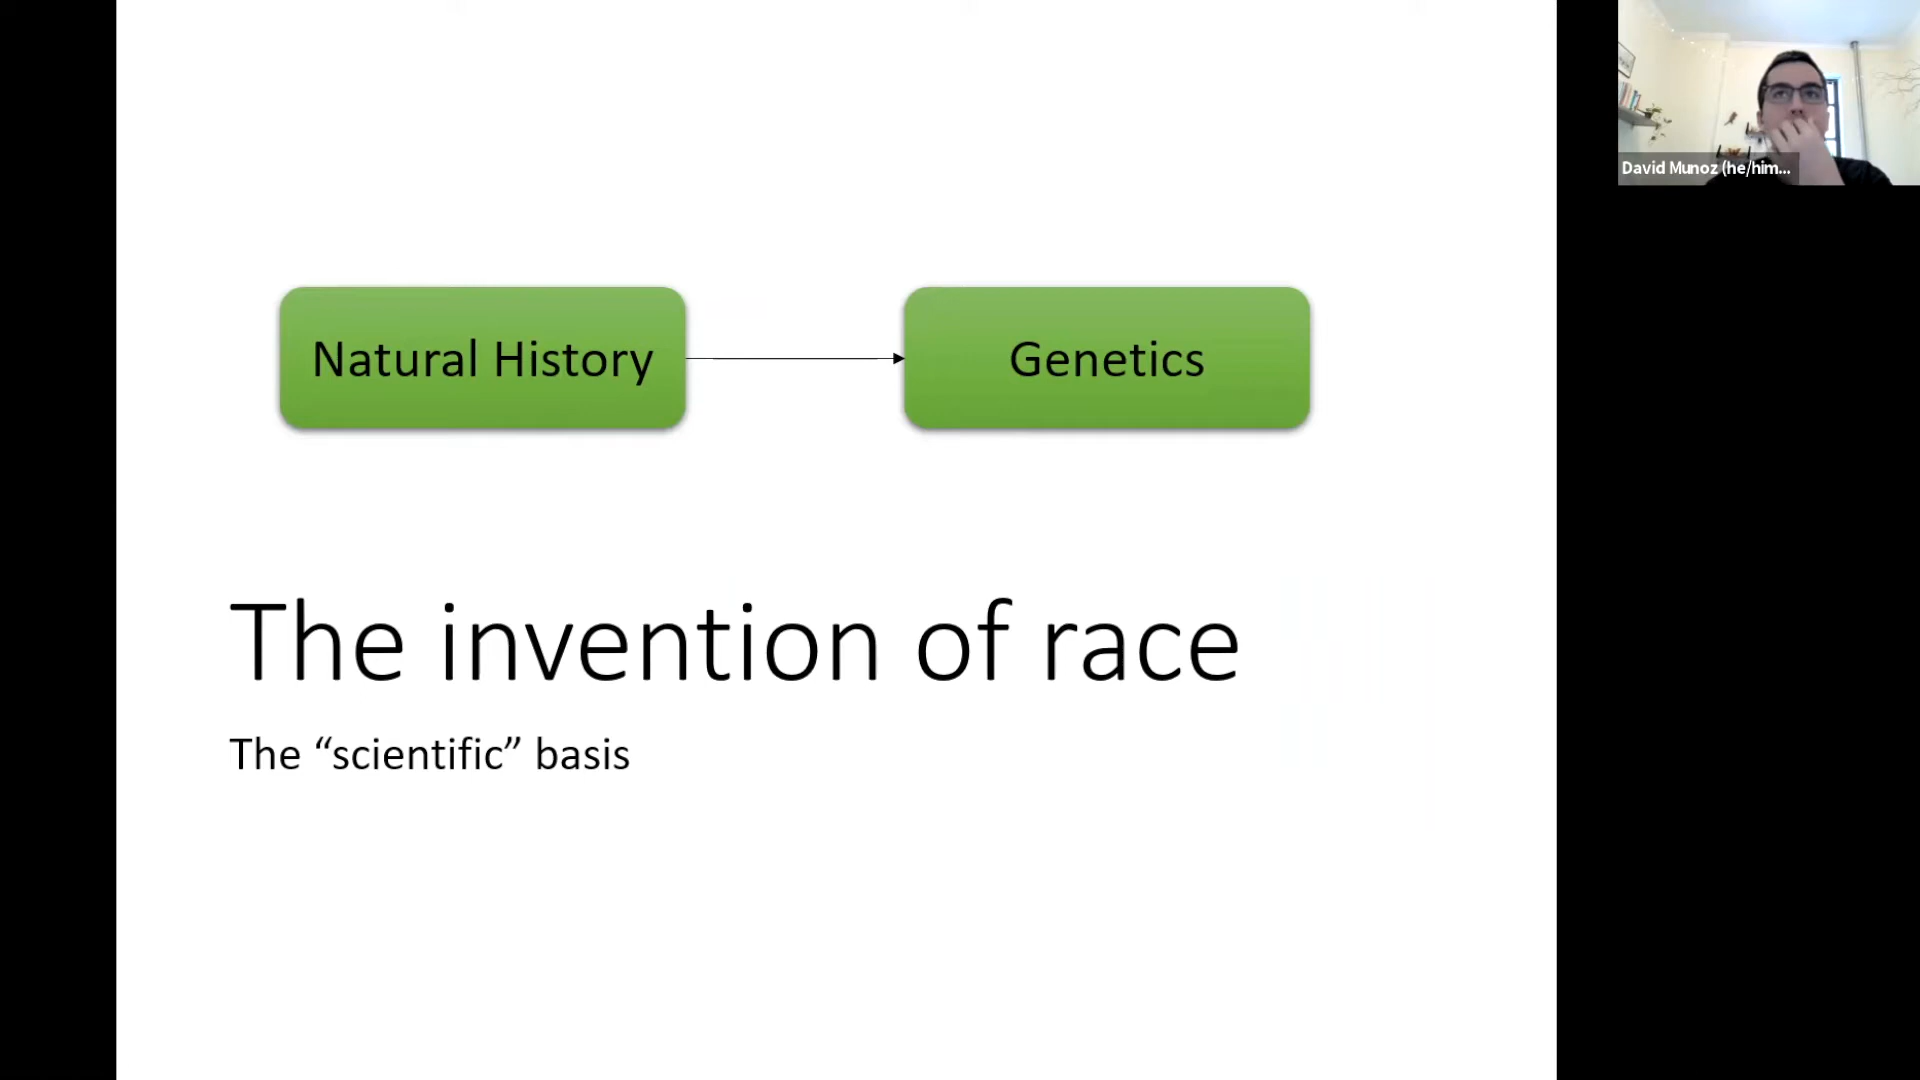 Natural History
Genetics
The invention of race
The “scientific” basis
David Munoz (he/him...